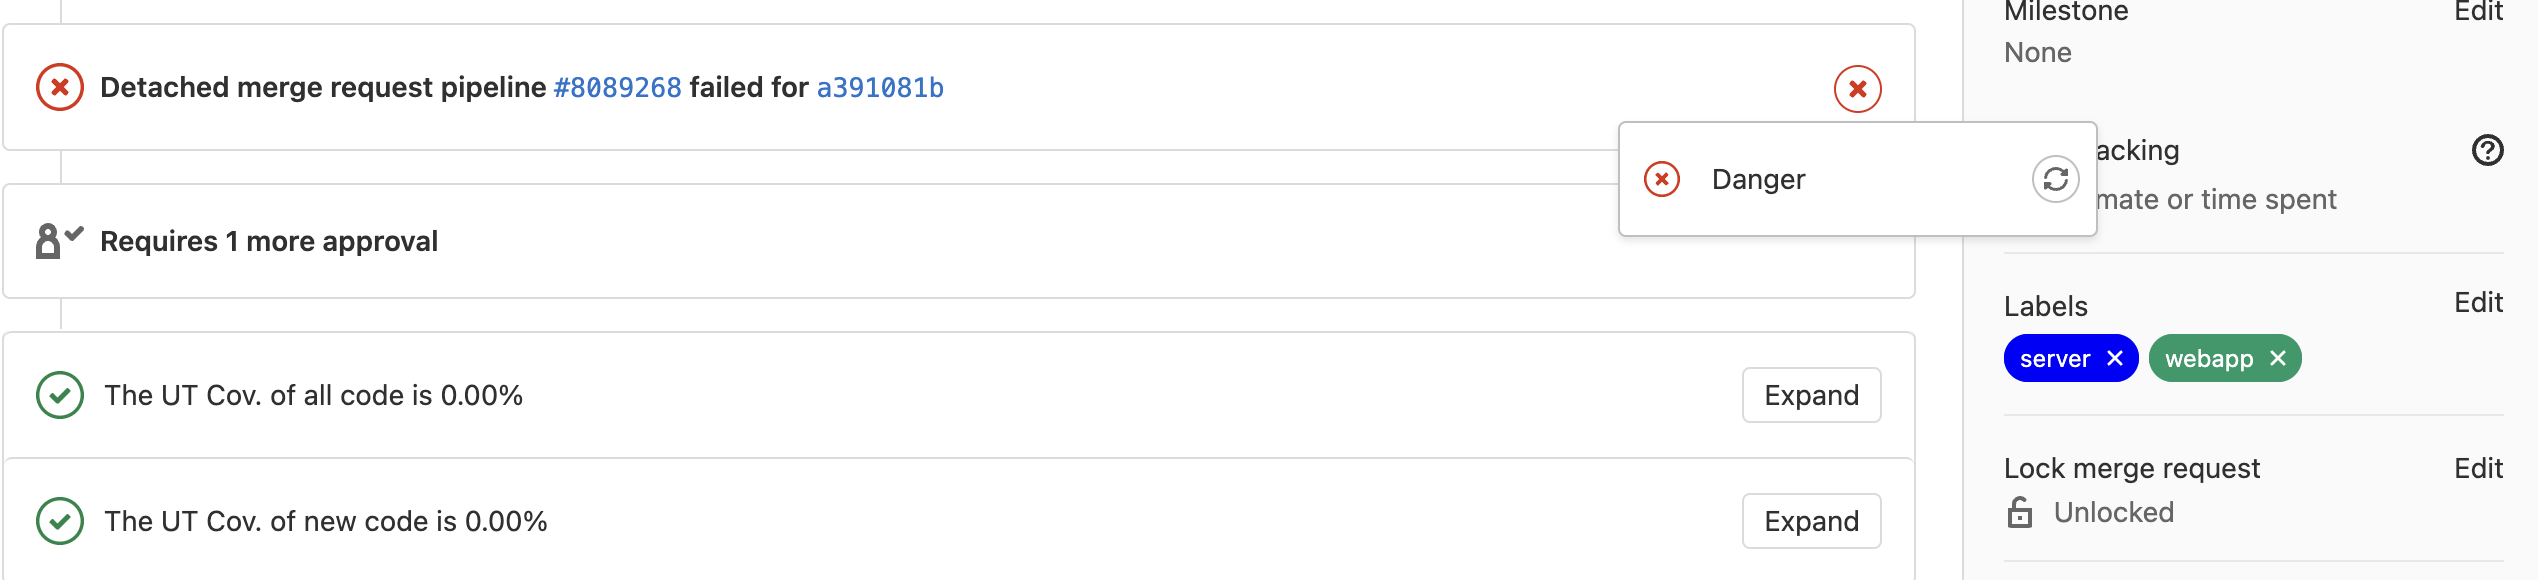 Detached merge request pipeline #8089268 failed for a391081b
Danger
Requires 1 more approval
The UT Cov. of all code is 0.00%
Expand
The UT Cov. of new code is 0.00%
Expand
Milestone
Edit
None
acking
mate or time spent
Labels
Edit
server
webapp
Lock merge request
Edit
Unlocked